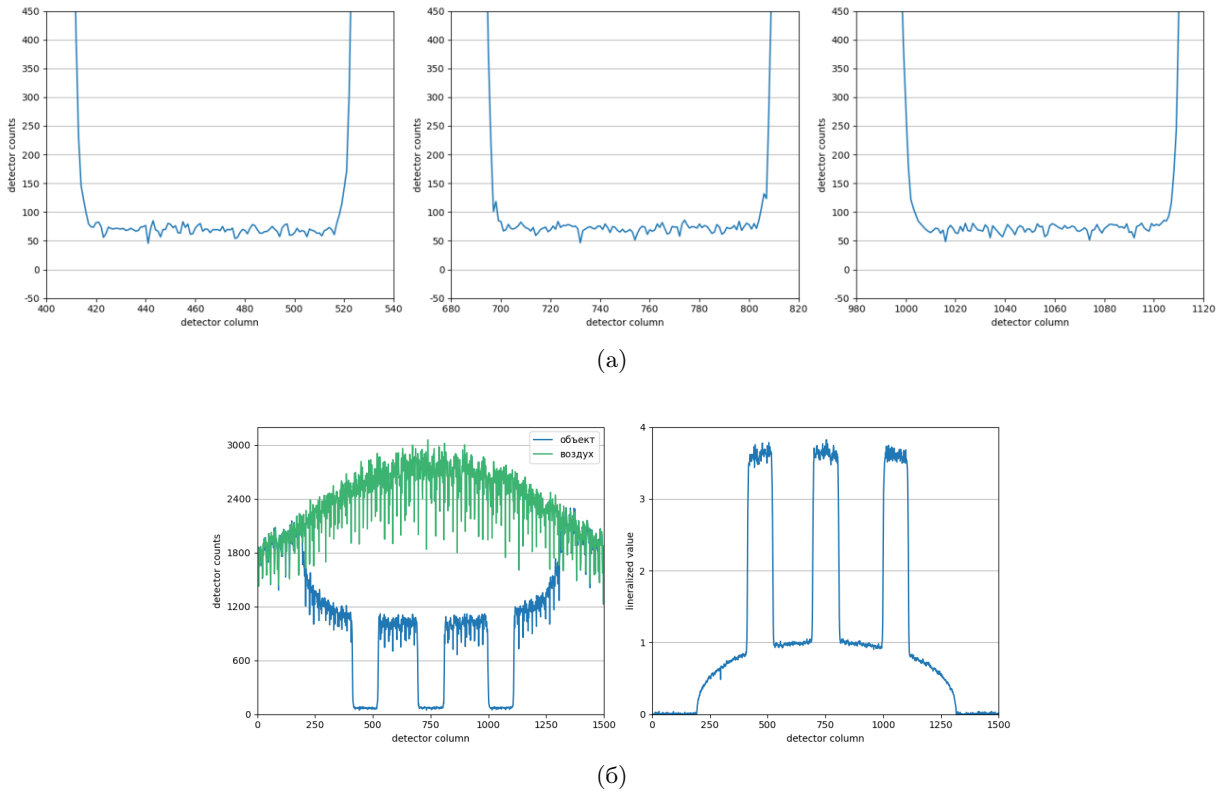 450
400
350
300
250
200
150
100
50
0
-50
detector counts
400 420 440 460 480 500 520 540
detector column
450
400
350
300
250
200
150
100
50
0
-50
detector counts
680 700 720 740 760 780 800 820
detector column
450
400
350
300
250
200
150
100
50
0
-50
detector counts
980 1000 1020 1040 1060 1080 1100 1120
detector column
(а)
3000
2400
1800
1200
600
0
detector counts
объект
воздух
0 250 500 750 1000 1250 1500
detector column
4
3
2
1
0
lineralized value
0 250 500 750 1000 1250 1500
detector column
(б)